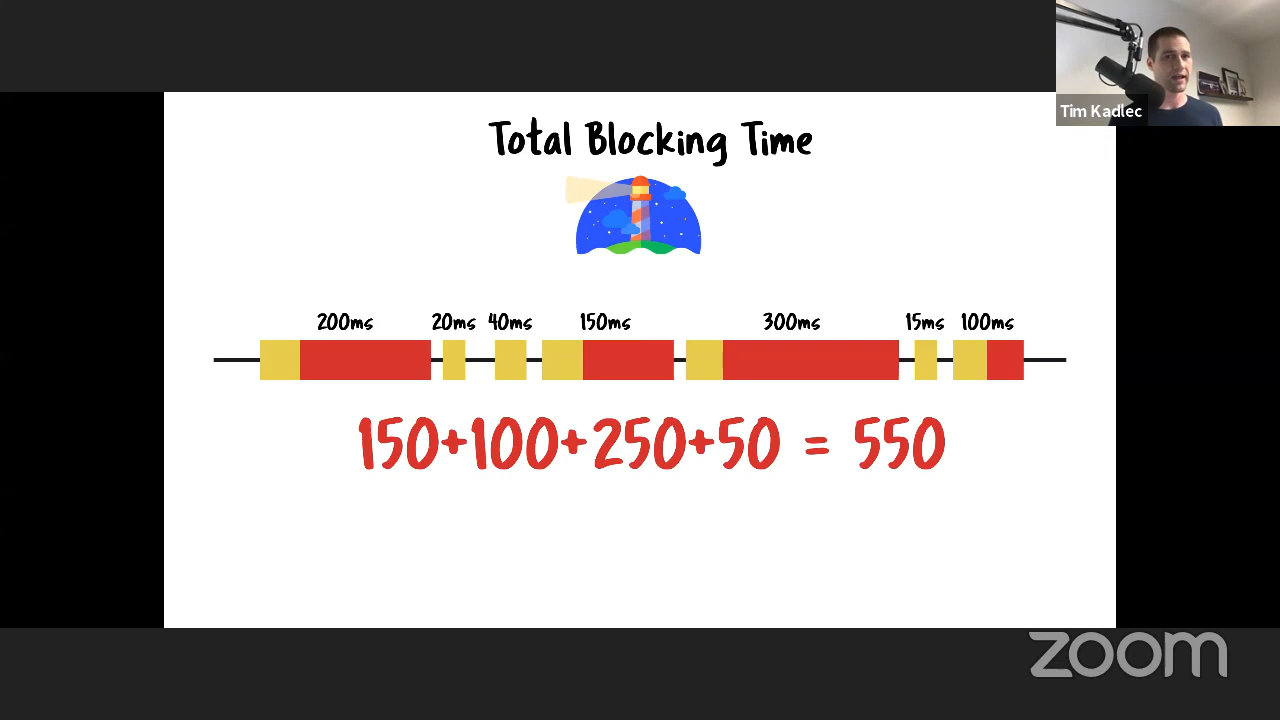 Tim Kadlec
Total Blocking Time
200ms 20ms 40ms 150ms 300ms 15ms 100ms
150+100+250+50 = 550
zoom